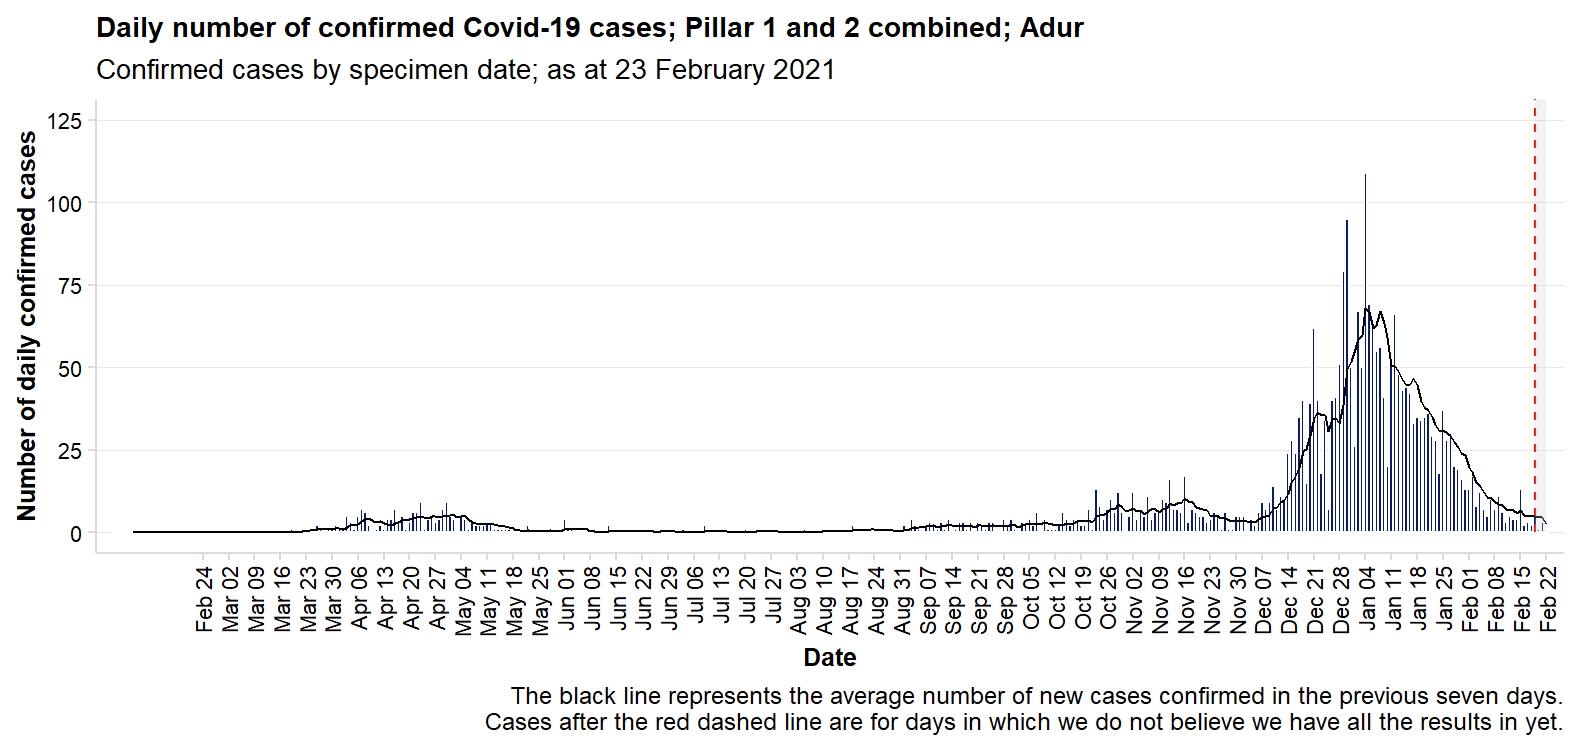 Daily number of confirmed Covid-19 cases; Pillar 1 and 2 combined; Adur
Confirmed cases by specimen date; as at 23 February 2021
Number of daily confirmed cases
125
100
75
50
25
0
Feb 24
Mar 02
Mar 09
Mar 16
Mar 23
Mar 30
Apr 06
Apr 13
Apr 20
Apr 27
May 04
May 11
May 18
May 25
Jun 01
Jun 08
Jun 15
Jun 22
Jun 29
Jul 06
Jul 13
Jul 20
Jul 27
Aug 03
Aug 10
Aug 17
Aug 24
Aug 31
Sep 07
Sep 14
Sep 21
Sep 28
Oct 05
Oct 12
Oct 19
Oct 26
Nov 02
Nov 09
Nov 16
Nov 23
Nov 30
Dec 07
Dec 14
Dec 21
Dec 28
Jan 04
Jan 11
Jan 18
Jan 25
Feb 01
Feb 08
Feb 15
Feb 22
Date
The black line represents the average number of new cases confirmed in the previous seven days.
Cases after the red dashed line are for days in which we do not believe we have all the results in yet.